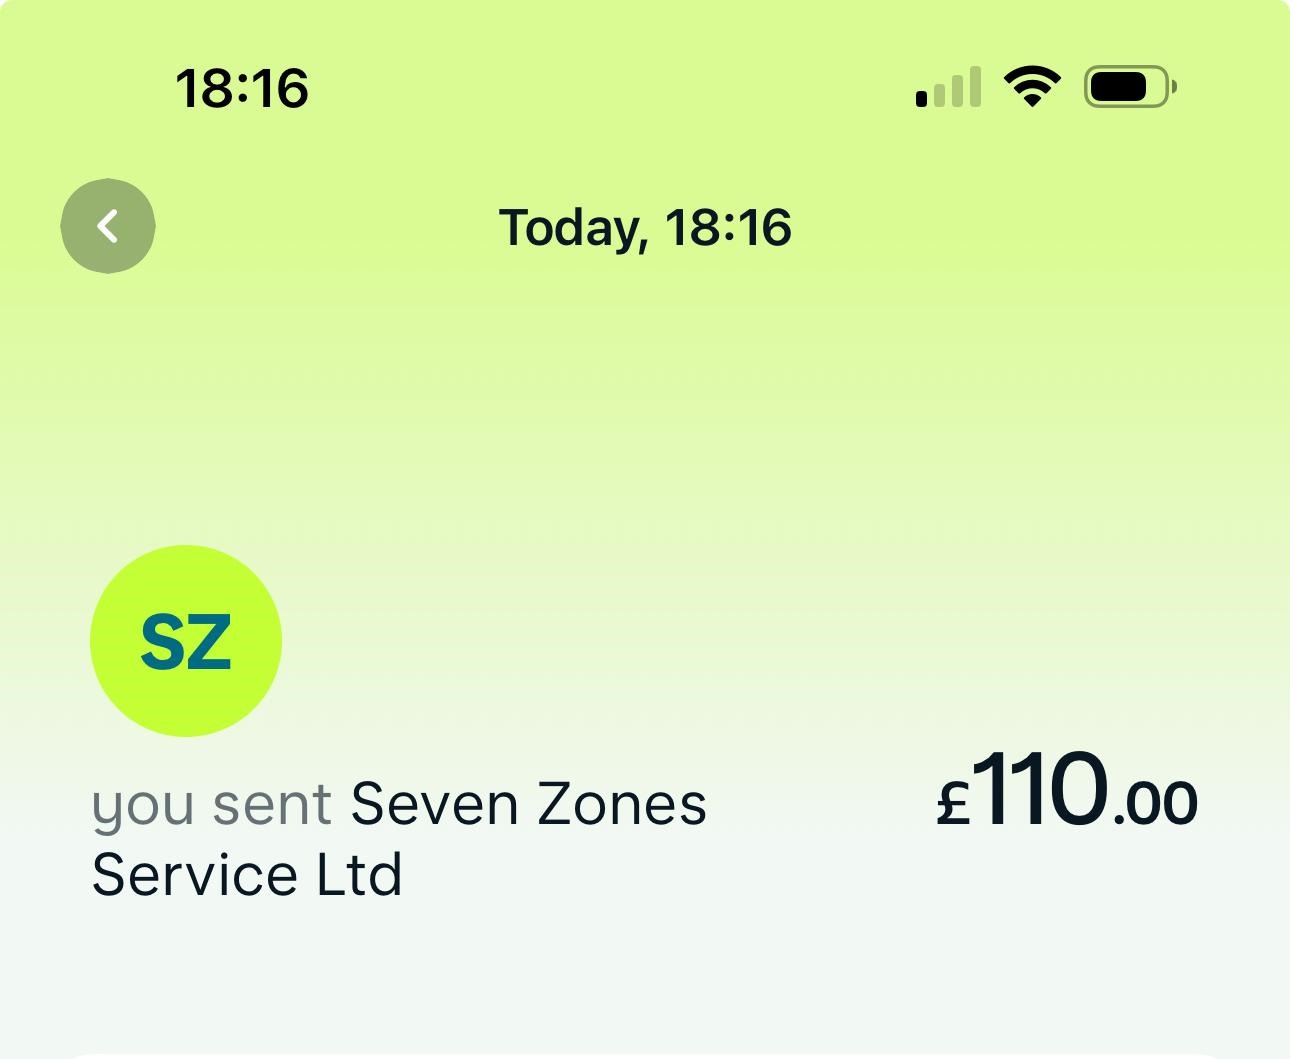 18:16
Today, 18:16
SZ
you sent Seven Zones
Service Ltd
£110.00